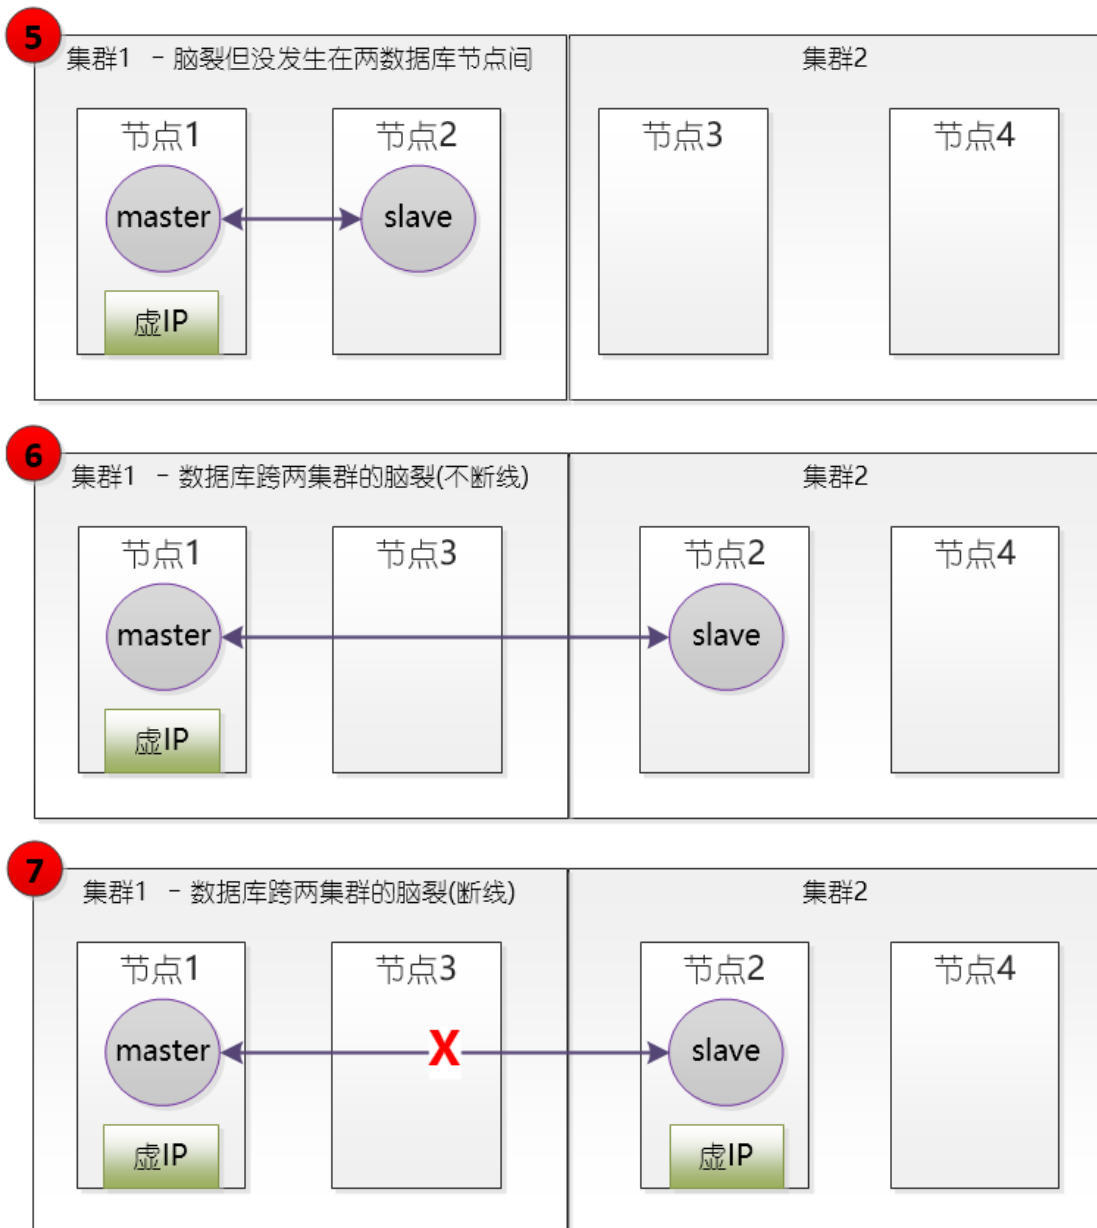 5
集群1 - 脑裂但没发生在两数据库节点间
集群2
节点1
节点2
节点3
节点4
master
slave
虚IP
6
集群1 - 数据库跨两集群的脑裂(不断线)
集群2
节点1
节点3
节点2
节点4
master
slave
虚IP
7
集群1 - 数据库跨两集群的脑裂(断线)
集群2
节点1
节点3
节点2
节点4
master
X
slave
虚IP
虚IP